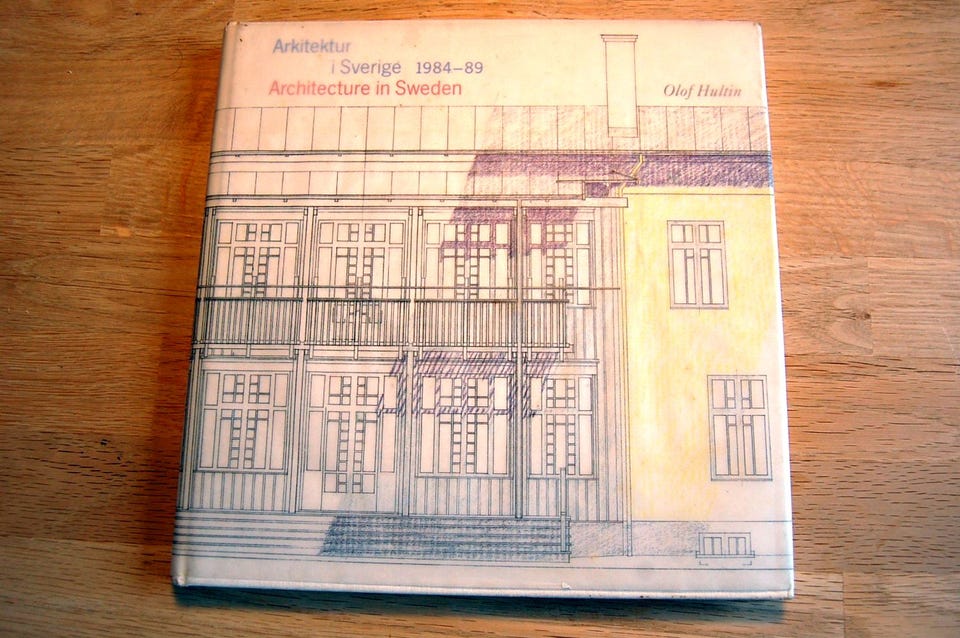 Arkitektur
i Sverige 1984–89
Architecture in Sweden
Olof Hultin